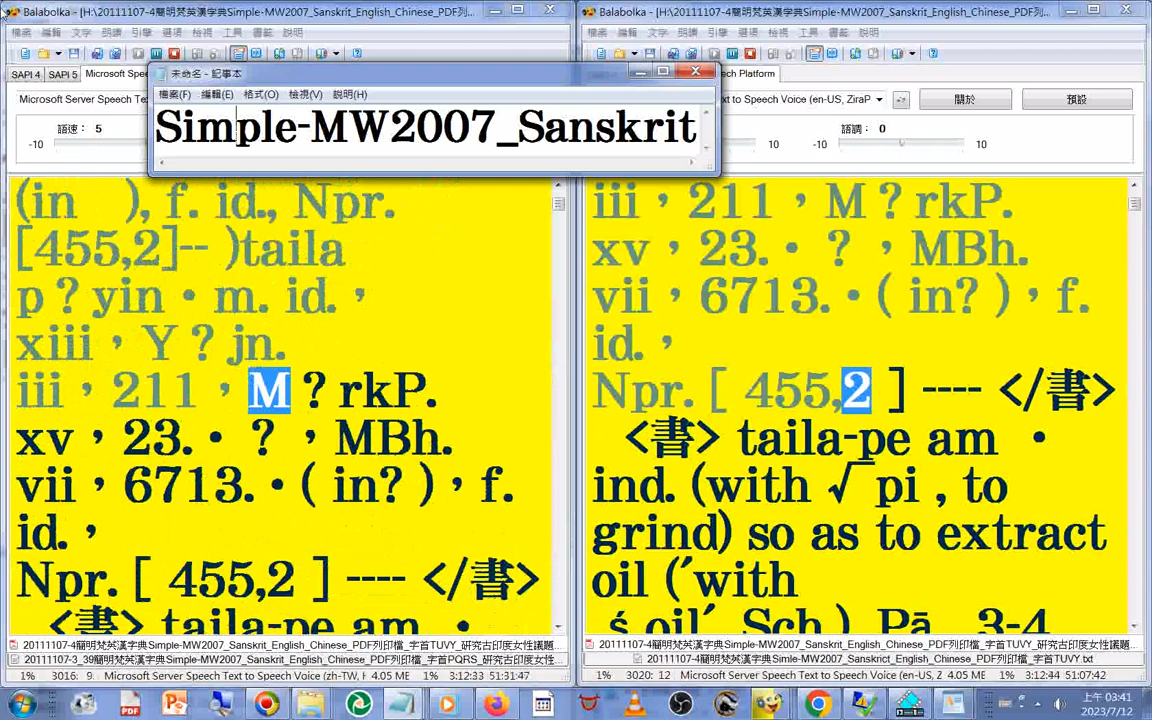 Balabolka - [H:\20111107-4簡明梵英漢字典Simple-MW2007_Sanskrit_English_Chinese_PDF列...
檔案 編輯 文字 朗讀 引擎 選項 檢視 工具 書籤 說明
SAPI 4 SAPI 5 Microsoft Spee
Microsoft Server Speech Text
語速： 5
-10
未命名 - 記事本
檔案(F) 編輯(E) 格式(O) 檢視(V) 說明(H)
Simple-MW2007_Sanskrit
(in ), f. id., Npr.
[455,2]-- )taila
p ? yin • m. id.，
xiii，Y ? jn.
iii，211，M ? rkP.
xv，23. • ?，MBh.
vii，6713. • ( in? )，f.
id.，
Npr. [ 455,2 ] ---- </書>
<書> taila-pe am •
20111107-4簡明梵英漢字典Simple-MW2007_Sanskrit_English_Chinese_PDF列印檔_字首TUVY_研究古印度女性議題...
20111107-3_39簡明梵英漢字典Simple-MW2007_Sanskrit_English_Chinese_PDF列印檔_字首PQRS_研究古印度女性...
1% 3016: 9 Microsoft Server Speech Text to Speech Voice (zh-TW, H 4.05 ME 1% 3:12:33 51:31:47
Balabolka - [H:\20111107-4簡明梵英漢字典Simple-MW2007_Sanskrit_English_Chinese_PDF列...
檔案 編輯 文字 朗讀 引擎 選項 檢視 工具 書籤 說明
ech Platform
t to Speech Voice (en-US, ZiraP 關於 預設
10 語調： 0
-10 10
iii，211，M ? rkP.
xv，23. • ?，MBh.
vii，6713. • ( in? )，f.
id.，
Npr. [ 455,2 ] ---- </書>
<書> taila-pe am •
ind. (with √ pi , to
grind) so as to extract
oil (´with
ś oil´ Sch.) Pā 3-4
20111107-4簡明梵英漢字典Simple-MW2007_Sanskrit_English_Chinese_PDF列印檔_字首TUVY_研究古印度女性議題...
20111107-4簡明梵英漢字典Simple-MW2007_Sanskrit_English_Chinese_PDF列印檔_字首TUVY.txt
1% 3020: 12 Microsoft Server Speech Text to Speech Voice (en-US, Z 4.05 ME 1% 3:12:44 51:07:42
上午 03:41
2023/7/12